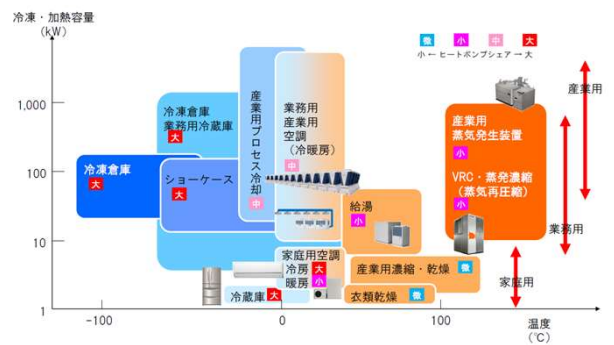 冷凍・加熱容量
(kW)
微 小 中 大
小 ← ヒートポンプシェア → 大
産業用
業務用
家庭用
1,000
100
10
1
-100
0
100
温度
(℃)
冷凍倉庫
大
冷凍倉庫
業務用冷蔵庫
大
ショーケース
大
産業用プロセス冷却
中
業務用
産業用
空調
(冷暖房)
中
給湯
小
産業用
蒸気発生装置
小
VRC・蒸発濃縮
(蒸気再圧縮)
小
家庭用空調
冷房 大
暖房 小
冷蔵庫 大
産業用濃縮・乾燥 微
衣類乾燥 微